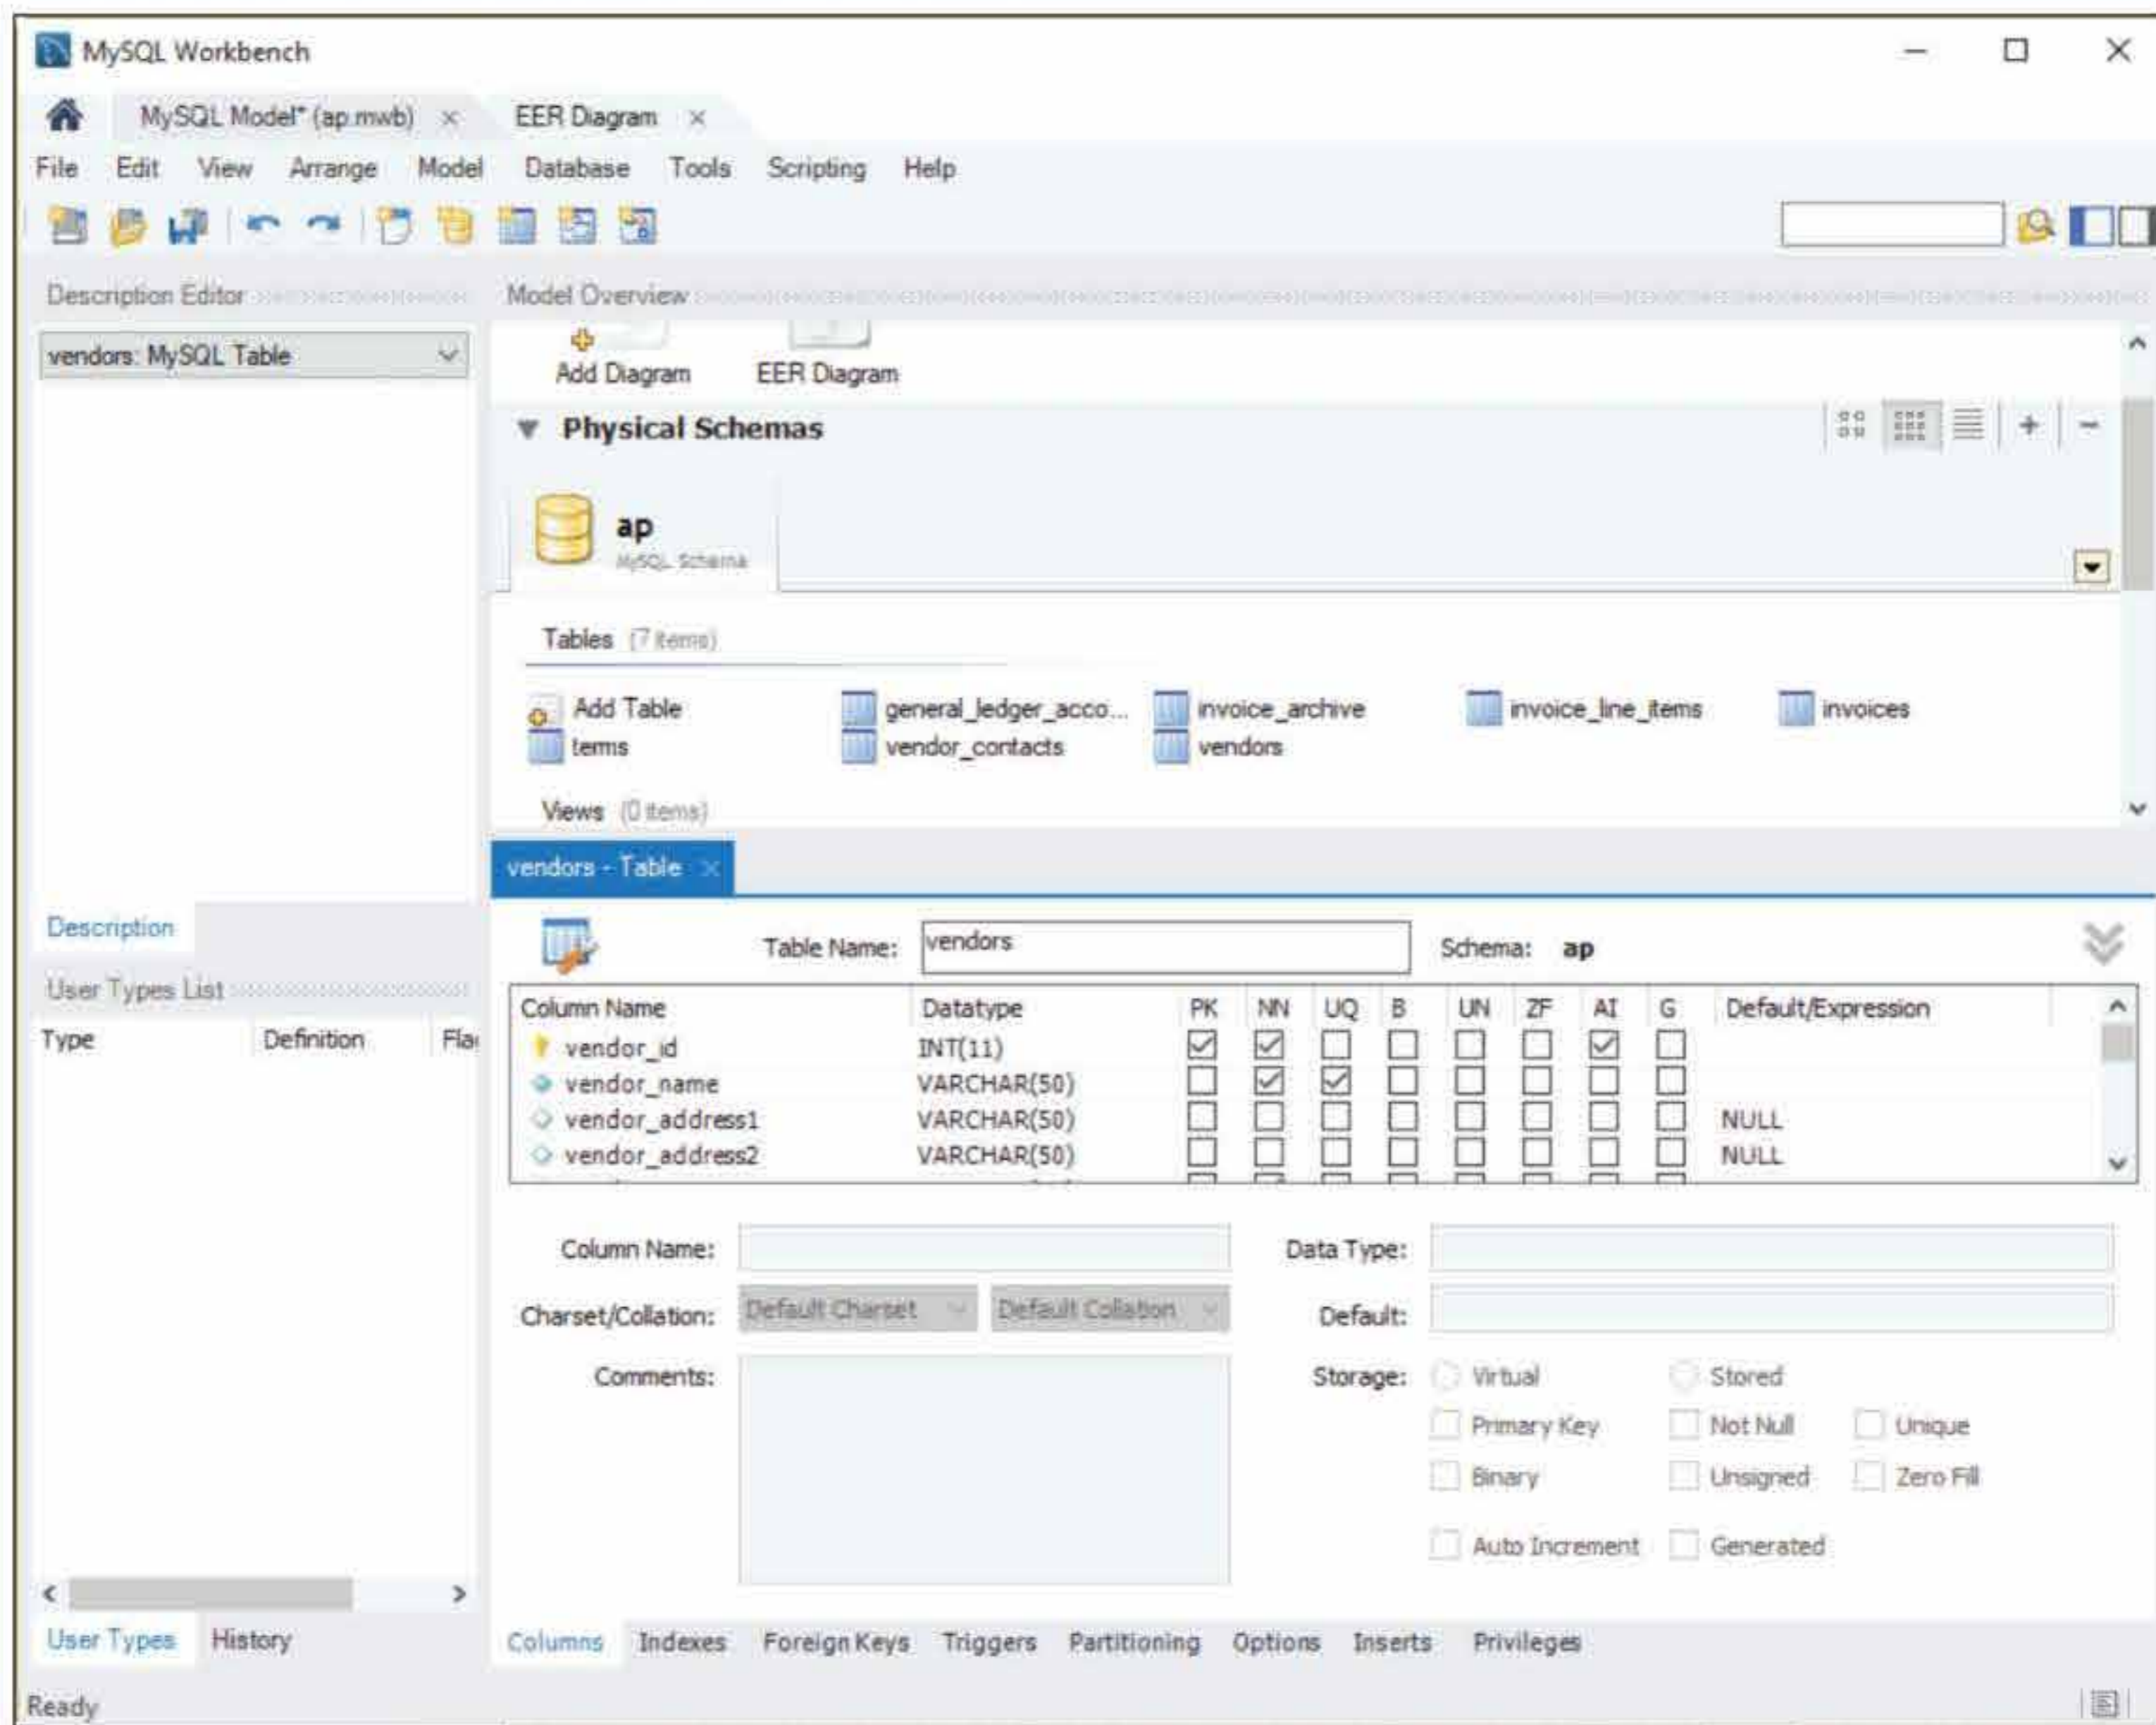 MySQL Workbench
MySQL Model* (ap.mwb) EER Diagram
File Edit View Arrange Model Database Tools Scripting Help
Description Editor Model Overview
vendors: MySQL Table
Add Diagram EER Diagram
Physical Schemas
ap
MySQL Schema
Tables (7 items)
Add Table general_ledger_acco... invoice_archive invoice_line_items invoices
terms vendor_contacts vendors
Views (0 items)
vendors - Table
Description
Table Name: vendors Schema: ap
User Types List
Type Definition Flag
Column Name Datatype PK NN UQ B UN ZF AI G Default/Expression
vendor_id INT(11)
vendor_name VARCHAR(50)
vendor_address1 VARCHAR(50) NULL
vendor_address2 VARCHAR(50) NULL
Column Name: Data Type:
Charset/Collation: Default Charset Default Collation Default:
Comments: Storage: Virtual Stored
Primary Key Not Null Unique
Binary Unsigned Zero Fill
Auto Increment Generated
User Types History
Columns Indexes Foreign Keys Triggers Partitioning Options Inserts Privileges
Ready